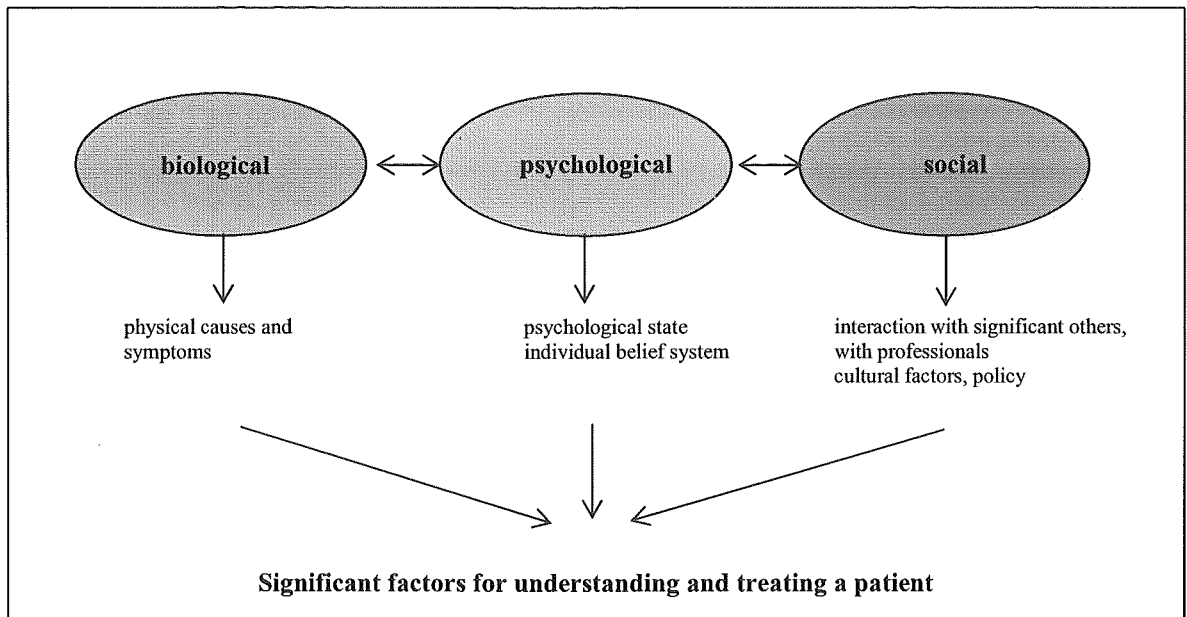 biological
psychological
social
physical causes and
symptoms
psychological state
individual belief system
interaction with significant others,
with professionals
cultural factors, policy
Significant factors for understanding and treating a patient